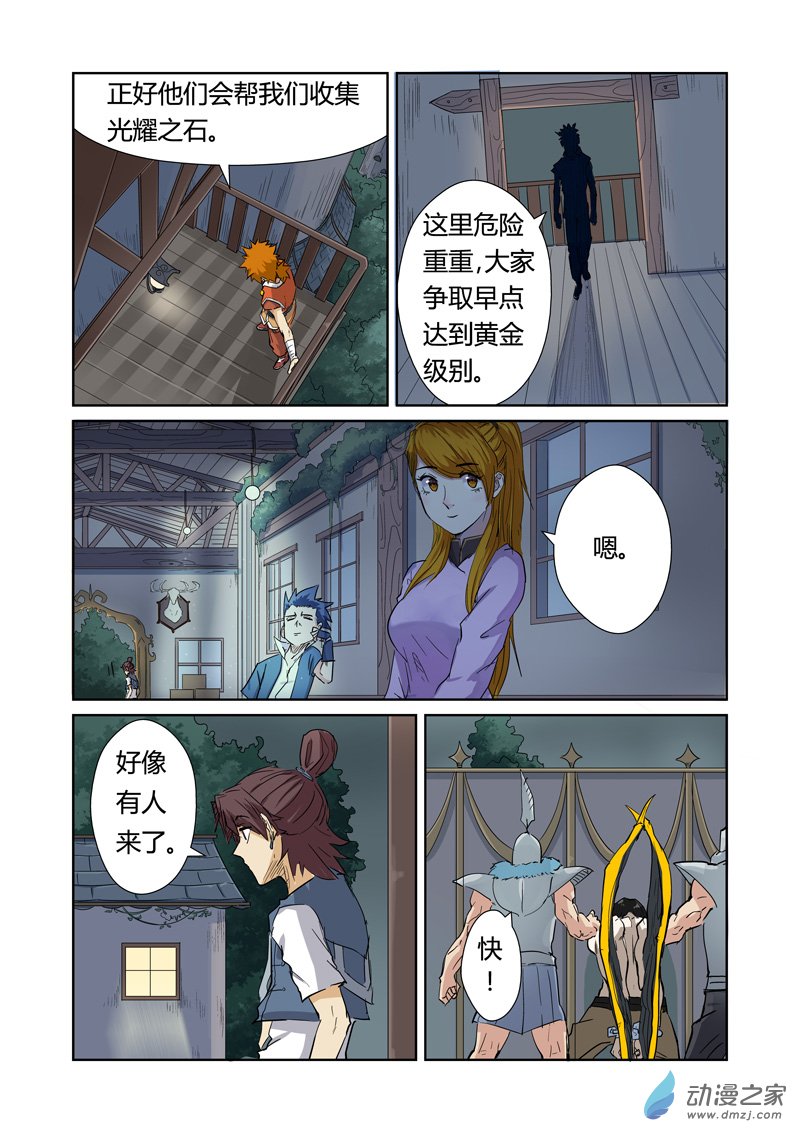 正好他们会帮我们收集
光耀之石。
这里危险
重重，大家
争取早点
达到黄金
级别。
嗯。
好像
有人
来了。
快！
动漫之家
www.dmzj.com